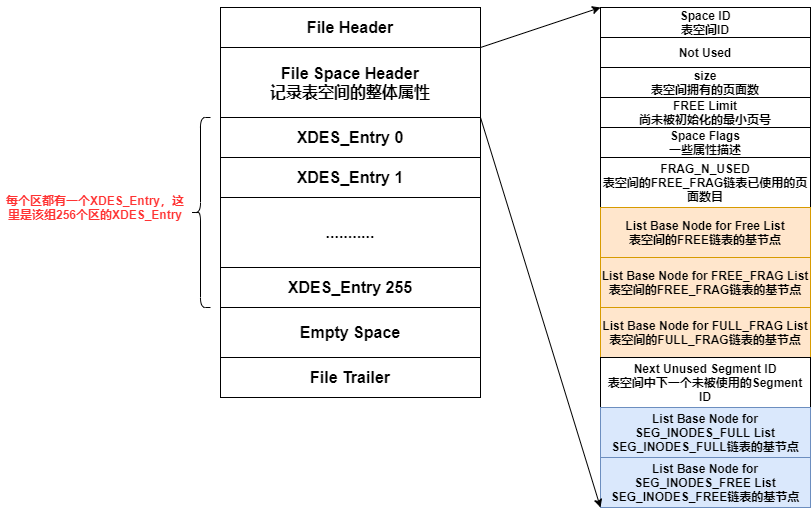 File Header
File Space Header
记录表空间的整体属性
XDES_Entry 0
XDES_Entry 1
...........
XDES_Entry 255
Empty Space
File Trailer
每个区都有一个XDES_Entry，这
里是该组256个区的XDES_Entry
Space ID
表空间ID
Not Used
size
表空间拥有的页面数
FREE Limit
尚未被初始化的最小页号
Space Flags
一些属性描述
FRAG_N_USED
表空间的FREE_FRAG链表已使用的页
面数目
List Base Node for Free List
表空间的FREE链表的基节点
List Base Node for FREE_FRAG List
表空间的FREE_FRAG链表的基节点
List Base Node for FULL_FRAG List
表空间的FULL_FRAG链表的基节点
Next Unused Segment ID
表空间中下一个未被使用的Segment
ID
List Base Node for
SEG_INODES_FULL List
SEG_INODES_FULL链表的基节点
List Base Node for
SEG_INODES_FREE List
SEG_INODES_FREE链表的基节点